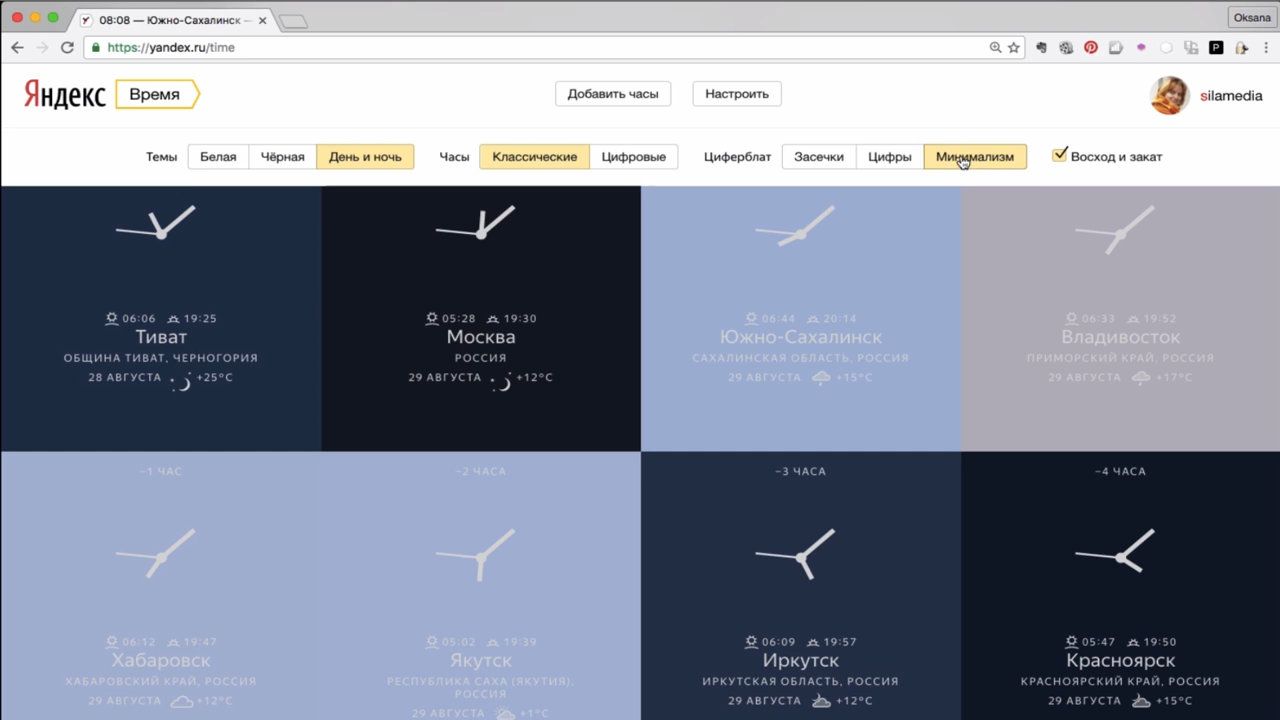 08:08 — Южно-Сахалинск —
Oksana
https://yandex.ru/time
Яндекс Время
Добавить часы Настроить
silamedia
Темы Белая Чёрная День и ночь Часы Классические Цифровые Циферблат Засечки Цифры Минимализм Восход и закат
06:06 19:25
Тиват
ОБЩИНА ТИВАТ, ЧЕРНОГОРИЯ
28 АВГУСТА +25°C
05:28 19:30
Москва
РОССИЯ
29 АВГУСТА +12°C
06:44 20:14
Южно-Сахалинск
САХАЛИНСКАЯ ОБЛАСТЬ, РОССИЯ
29 АВГУСТА +15°C
06:33 19:52
Владивосток
ПРИМОРСКИЙ КРАЙ, РОССИЯ
29 АВГУСТА +17°C
−1 ЧАС
06:12 19:47
Хабаровск
ХАБАРОВСКИЙ КРАЙ, РОССИЯ
29 АВГУСТА +12°C
−2 ЧАСА
05:02 19:39
Якутск
РЕСПУБЛИКА САХА (ЯКУТИЯ),
РОССИЯ
29 АВГУСТА +1°C
−3 ЧАСА
06:09 19:57
Иркутск
ИРКУТСКАЯ ОБЛАСТЬ, РОССИЯ
29 АВГУСТА +12°C
−4 ЧАСА
05:47 19:50
Красноярск
КРАСНОЯРСКИЙ КРАЙ, РОССИЯ
29 АВГУСТА +15°C